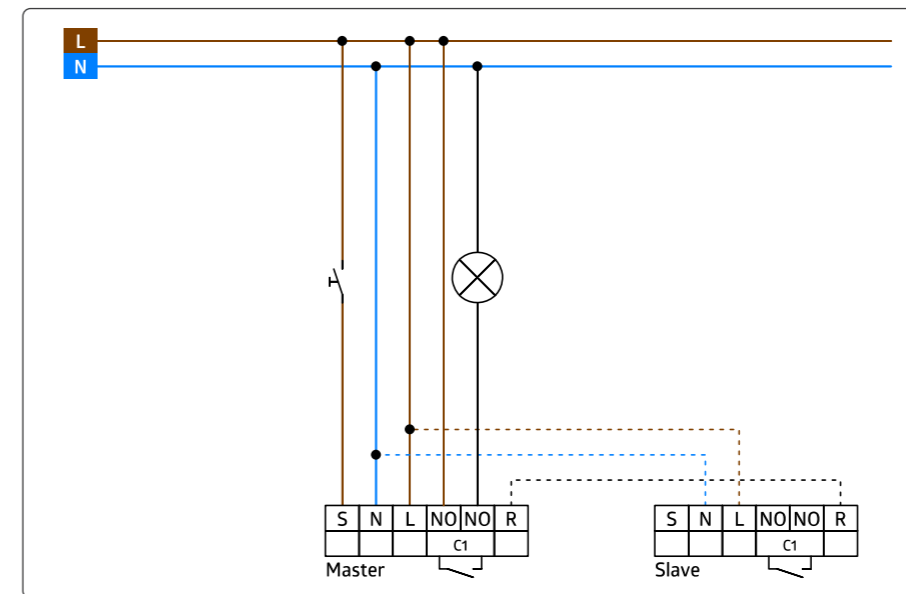 L
N
S N L NO NO R
C1
Master
S N L NO NO R
C1
Slave